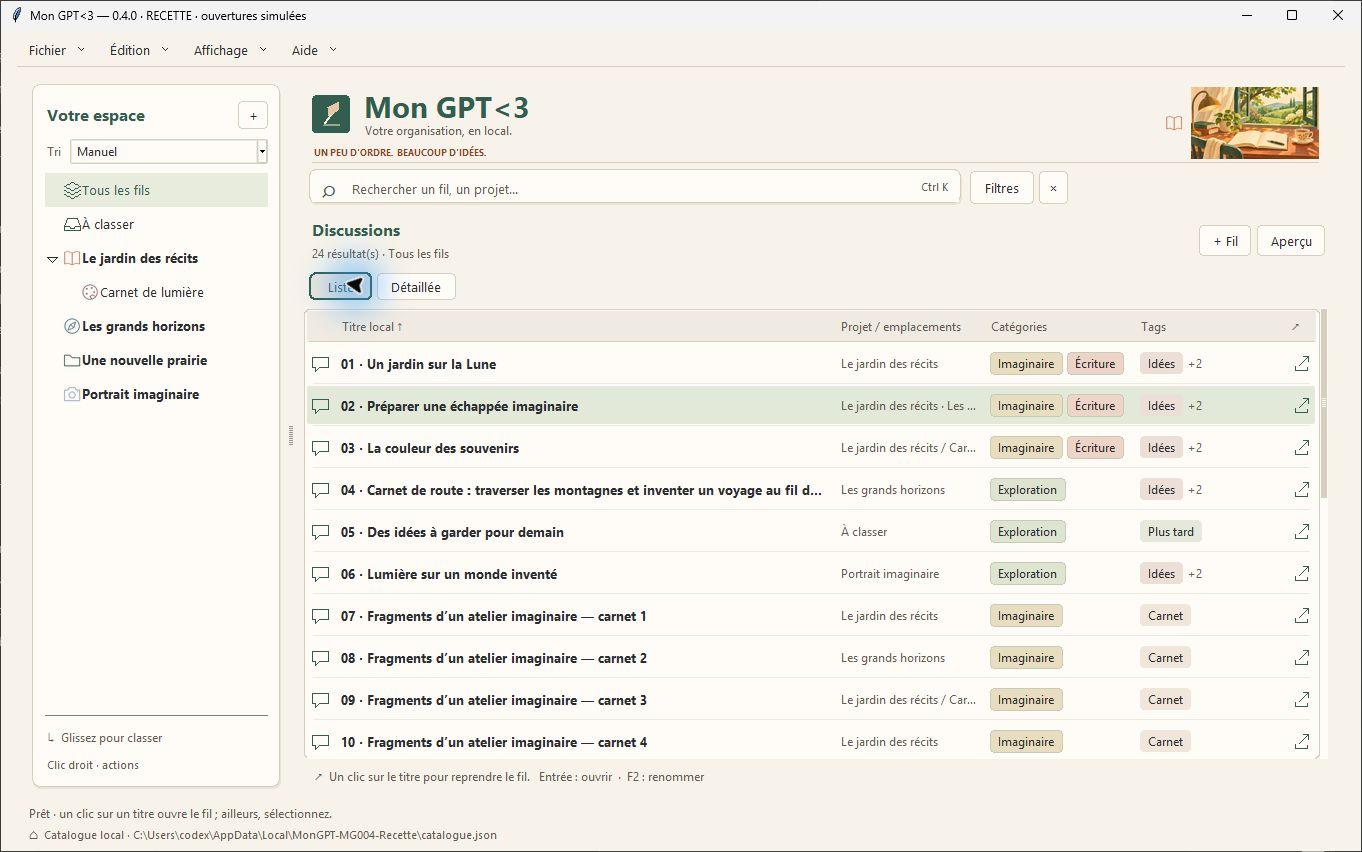 Mon GPT<3 — 0.4.0 · RECETTE · ouvertures simulées
Fichier Édition Affichage Aide
Votre espace +
Tri Manuel
Tous les fils
À classer
Le jardin des récits
Carnet de lumière
Les grands horizons
Une nouvelle prairie
Portrait imaginaire
↳ Glissez pour classer
Clic droit · actions
Mon GPT<3
Votre organisation, en local.
UN PEU D'ORDRE. BEAUCOUP D'IDÉES.
Rechercher un fil, un projet... Ctrl K Filtres ×
Discussions
24 résultat(s) · Tous les fils
+ Fil Aperçu
Liste Détaillée
Titre local ↑ Projet / emplacements Catégories Tags ↗
01 · Un jardin sur la Lune Le jardin des récits Imaginaire Écriture Idées +2
02 · Préparer une échappée imaginaire Le jardin des récits · Les ... Imaginaire Écriture Idées +2
03 · La couleur des souvenirs Le jardin des récits / Car... Imaginaire Écriture Idées +2
04 · Carnet de route : traverser les montagnes et inventer un voyage au fil d... Les grands horizons Exploration Idées +2
05 · Des idées à garder pour demain À classer Exploration Plus tard
06 · Lumière sur un monde inventé Portrait imaginaire Exploration Idées +2
07 · Fragments d’un atelier imaginaire — carnet 1 Le jardin des récits Imaginaire Carnet
08 · Fragments d’un atelier imaginaire — carnet 2 Les grands horizons Imaginaire Carnet
09 · Fragments d’un atelier imaginaire — carnet 3 Le jardin des récits / Car... Imaginaire Carnet
10 · Fragments d’un atelier imaginaire — carnet 4 Le jardin des récits Imaginaire Carnet
↗ Un clic sur le titre pour reprendre le fil. Entrée : ouvrir · F2 : renommer
Prêt · un clic sur un titre ouvre le fil ; ailleurs, sélectionnez.
⌂ Catalogue local · C:\Users\codex\AppData\Local\MonGPT-MG004-Recette\catalogue.json